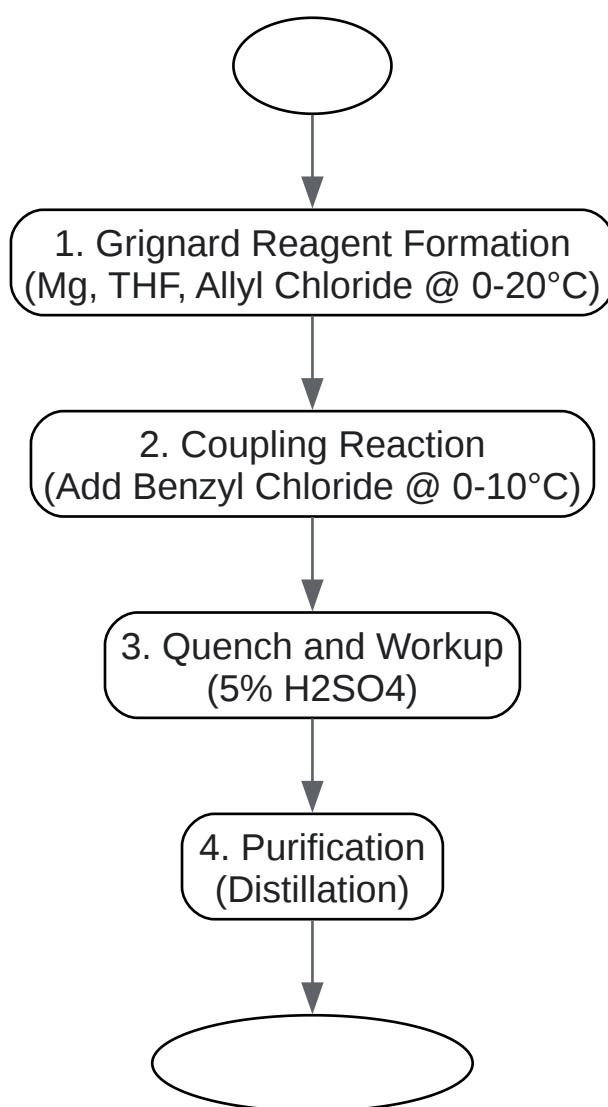 1. Grignard Reagent Formation
(Mg, THF, Allyl Chloride @ 0-20°C)
2. Coupling Reaction
(Add Benzyl Chloride @ 0-10°C)
3. Quench and Workup
(5% H2SO4)
4. Purification
(Distillation)